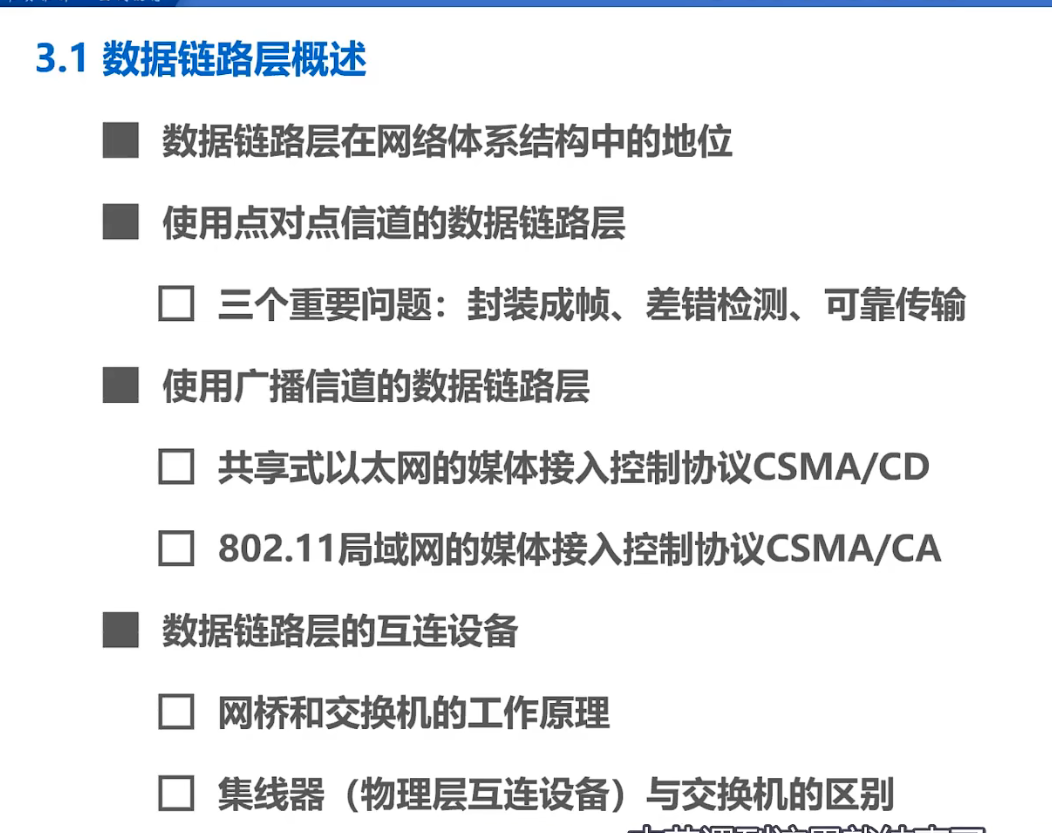 3.1 数据链路层概述
数据链路层在网络体系结构中的地位
使用点对点信道的数据链路层
三个重要问题：封装成帧、差错检测、可靠传输
使用广播信道的数据链路层
共享式以太网的媒体接入控制协议CSMA/CD
802.11局域网的媒体接入控制协议CSMA/CA
数据链路层的互连设备
网桥和交换机的工作原理
集线器（物理层互连设备）与交换机的区别